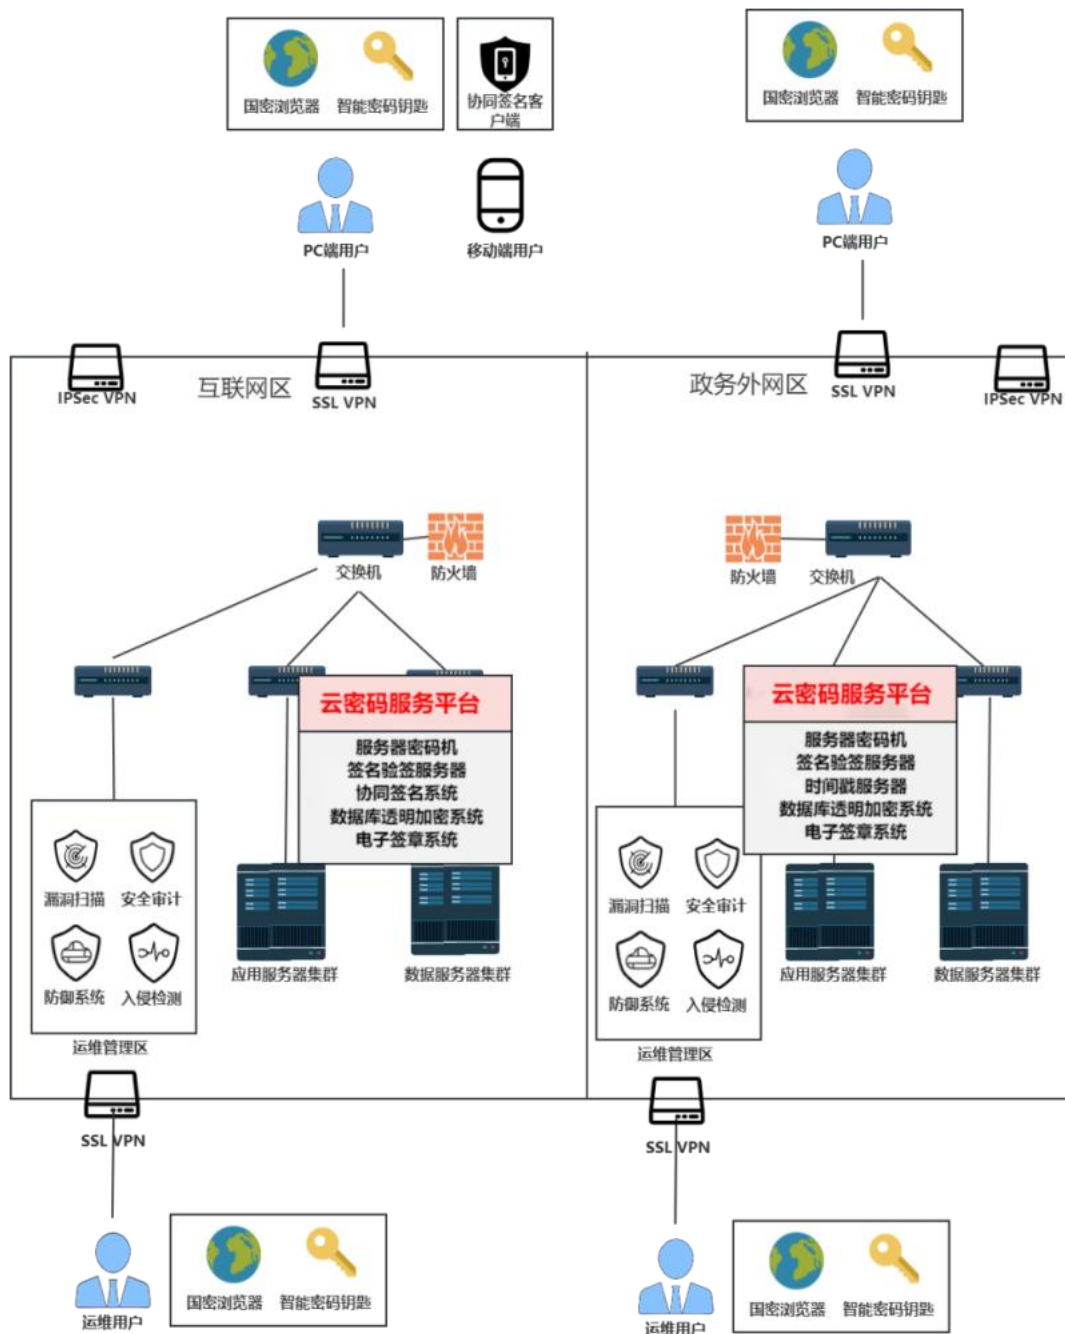 国密浏览器
智能密码钥匙
协同签名客
户端
国密浏览器
智能密码钥匙
PC端用户
移动端用户
PC端用户
IPSec VPN
互联网区
SSL VPN
政务外网区
SSL VPN
IPSec VPN
交换机
防火墙
防火墙
交换机
云密码服务平台
服务器密码机
签名验签服务器
协同签名系统
数据库透明加密系统
电子签章系统
云密码服务平台
服务器密码机
签名验签服务器
时间戳服务器
数据库透明加密系统
电子签章系统
漏洞扫描
安全审计
防御系统
入侵检测
运维管理区
应用服务器集群
数据服务器集群
漏洞扫描
安全审计
防御系统
入侵检测
运维管理区
应用服务器集群
数据服务器集群
SSL VPN
SSL VPN
国密浏览器
智能密码钥匙
运维用户
国密浏览器
智能密码钥匙
运维用户